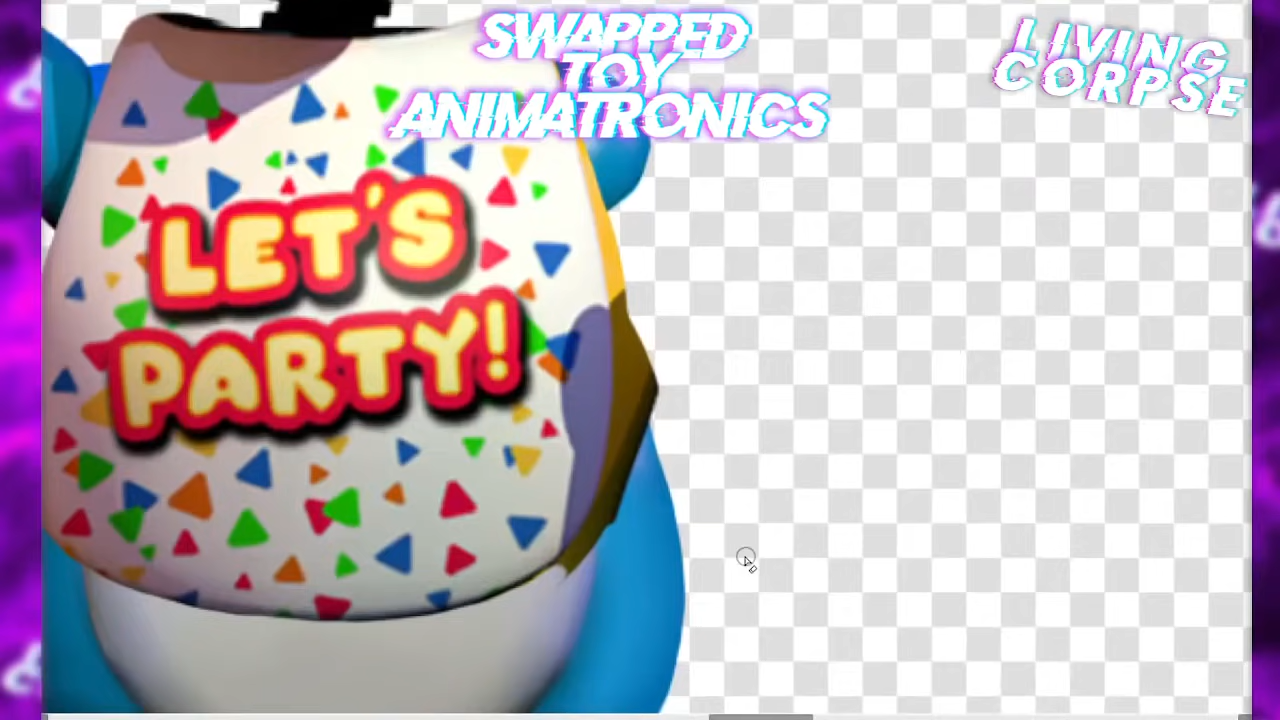 SWAPPED
TOY
ANIMATRONICS
LIVING
CORPSE
LET'S
PARTY!